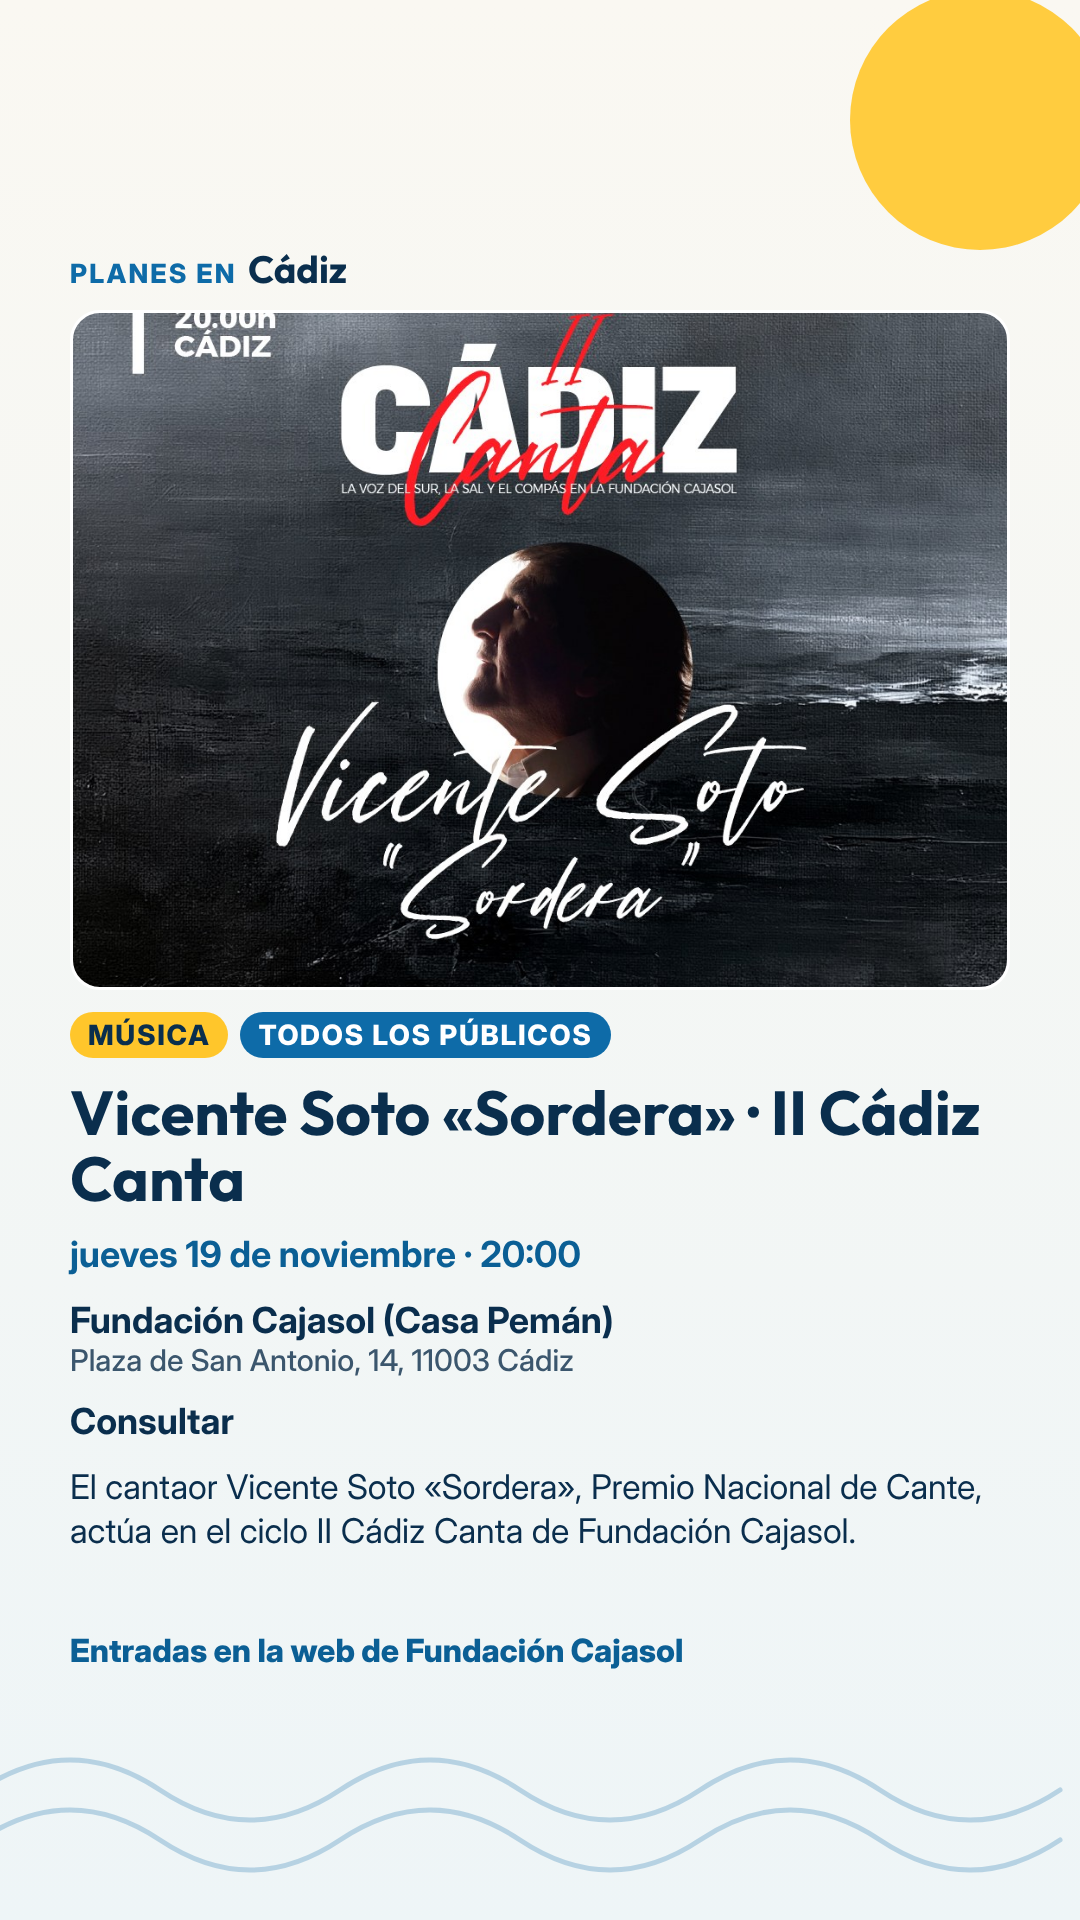 PLANES EN Cádiz
20.00h
CÁDIZ
II
CÁDIZ
Canta
LA VOZ DEL SUR, LA SAL Y EL COMPÁS EN LA FUNDACIÓN CAJASOL
Vicente Soto
"Sordera"
MÚSICA TODOS LOS PÚBLICOS
Vicente Soto «Sordera» · II Cádiz
Canta
jueves 19 de noviembre · 20:00
Fundación Cajasol (Casa Pemán)
Plaza de San Antonio, 14, 11003 Cádiz
Consultar
El cantaor Vicente Soto «Sordera», Premio Nacional de Cante,
actúa en el ciclo II Cádiz Canta de Fundación Cajasol.
Entradas en la web de Fundación Cajasol